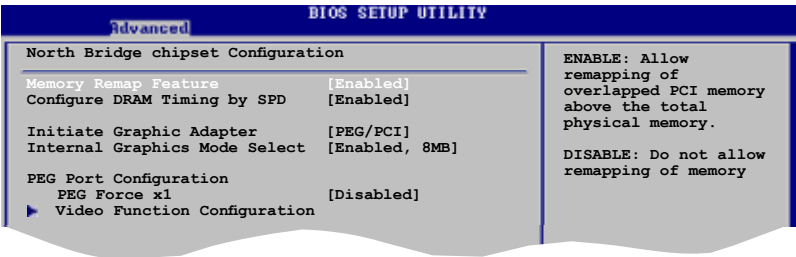 BIOS SETUP UTILITY
Advanced
North Bridge chipset Configuration
Memory Remap Feature [Enabled]
Configure DRAM Timing by SPD [Enabled]
Initiate Graphic Adapter [PEG/PCI]
Internal Graphics Mode Select [Enabled, 8MB]
PEG Port Configuration
PEG Force x1 [Disabled]
Video Function Configuration
ENABLE: Allow
remapping of
overlapped PCI memory
above the total
physical memory.
DISABLE: Do not allow
remapping of memory